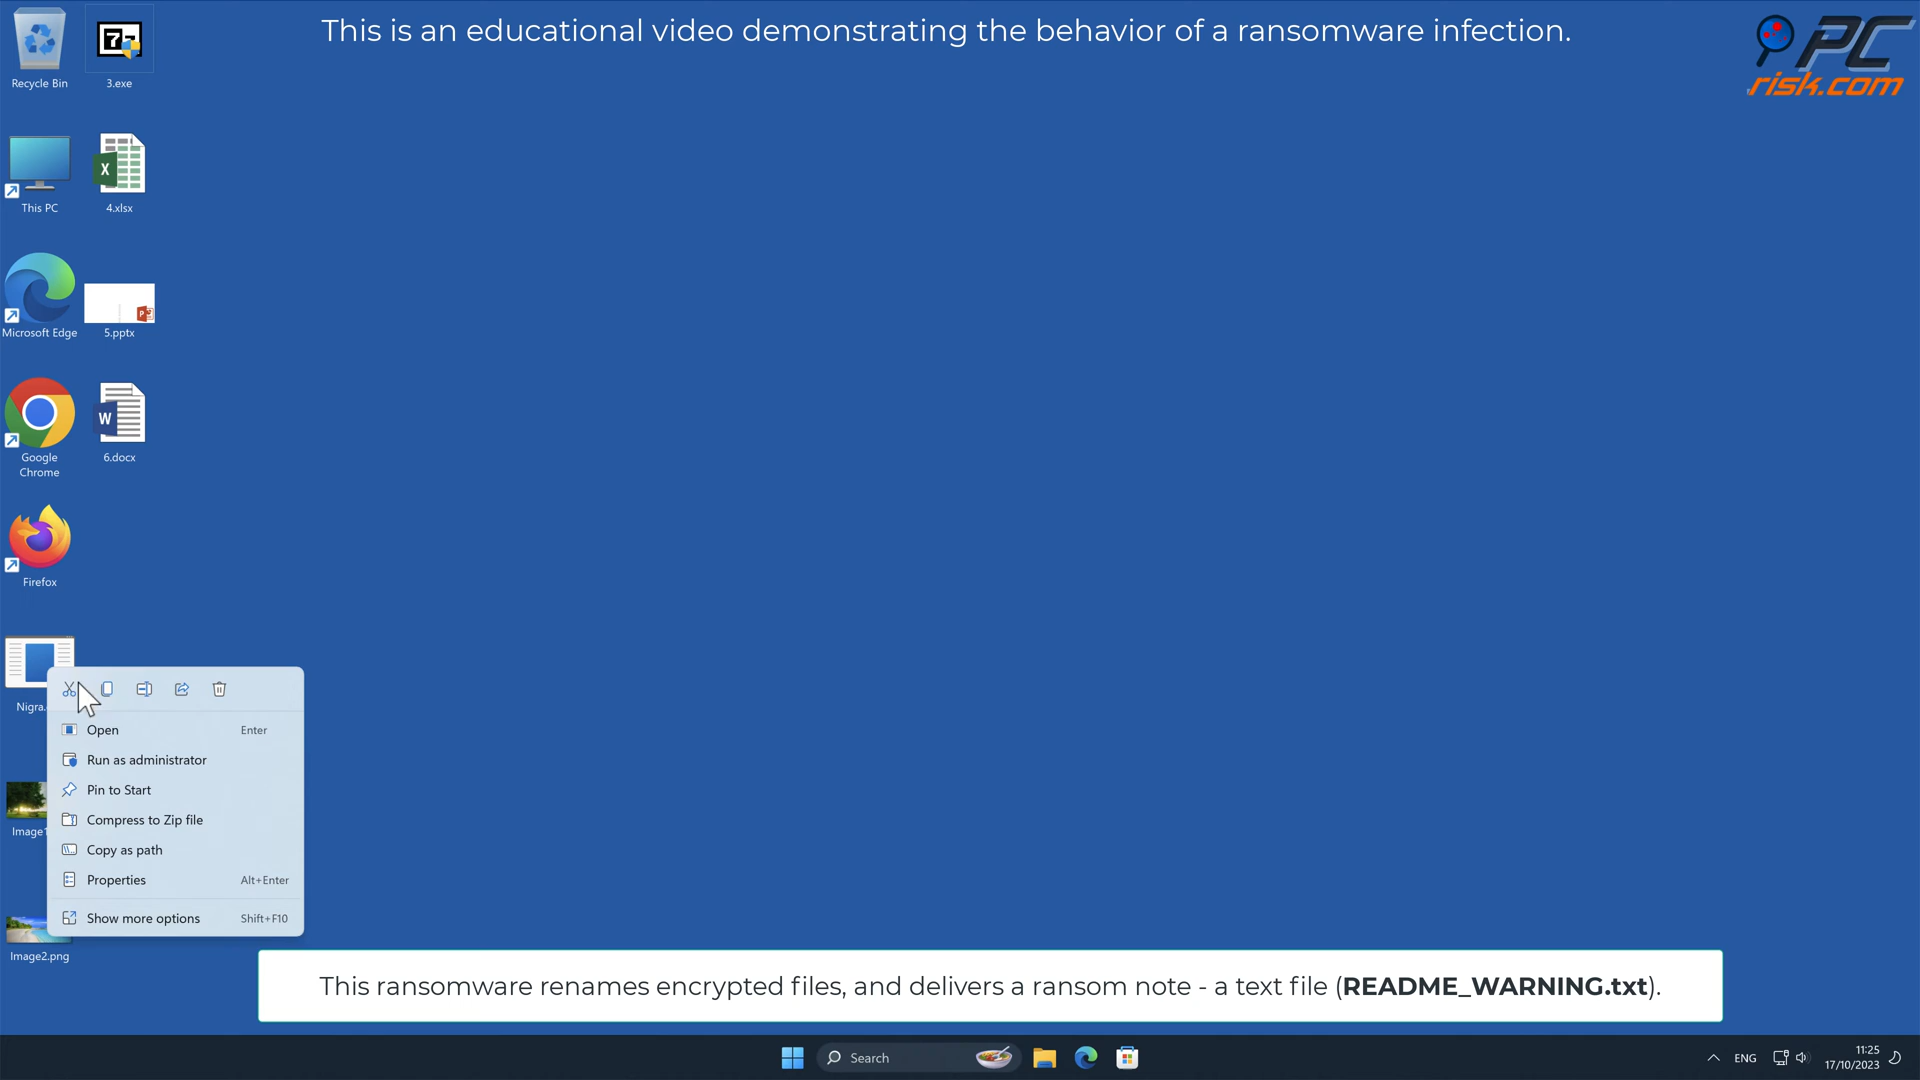 This is an educational video demonstrating the behavior of a ransomware infection.
PC
risk.com
Recycle Bin
3.exe
This PC
4.xlsx
Microsoft Edge
5.pptx
Google
Chrome
6.docx
Firefox
Nigra.
Image1
Image2.png
Open Enter
Run as administrator
Pin to Start
Compress to Zip file
Copy as path
Properties Alt+Enter
Show more options Shift+F10
This ransomware renames encrypted files, and delivers a ransom note - a text file (README_WARNING.txt).
Search
ENG
11:25
17/10/2023